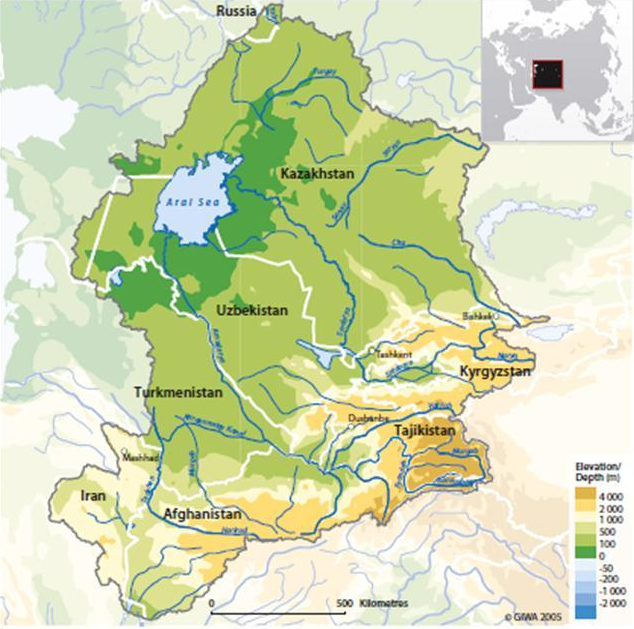 Russia
Turgay
Aral Sea
Kazakhstan
Chu
Uzbekistan
Bishkek
Tashkent
Naryn
Kyrgyzstan
Turkmenistan
Dushanbe
Tajikistan
Mashhad
Iran
Afghanistan
Harirud
Elevation/
Depth (m)
4 000
2 000
1 000
500
100
0
-50
-200
-1 000
-2 000
0 500 Kilometres
© GIWA 2005